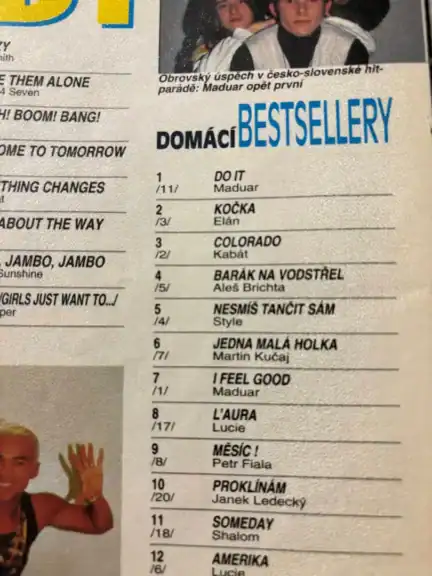 ZY
ith
E THEM ALONE
4 Seven
H! BOOM! BANG!
OME TO TOMORROW
THING CHANGES
ABOUT THE WAY
, JAMBO, JAMBO
Sunshine
/GIRLS JUST WANT TO.../
per
Obrovský úspěch v česko-slovenské hit-
parádě: Maduar opět první
DOMÁCÍ BESTSELLERY
1 DO IT
/11/ Maduar
2 KOČKA
/3/ Elán
3 COLORADO
/2/ Kabát
4 BARÁK NA VODSTŘEL
/5/ Aleš Brichta
5 NESMÍŠ TANČIT SÁM
/4/ Style
6 JEDNA MALÁ HOLKA
/7/ Martin Kučaj
7 I FEEL GOOD
/1/ Maduar
8 L'AURA
/17/ Lucie
9 MĚSÍC !
/8/ Petr Fiala
10 PROKLÍNÁM
/20/ Janek Ledecký
11 SOMEDAY
/18/ Shalom
12 AMERIKA
/6/ Lucie